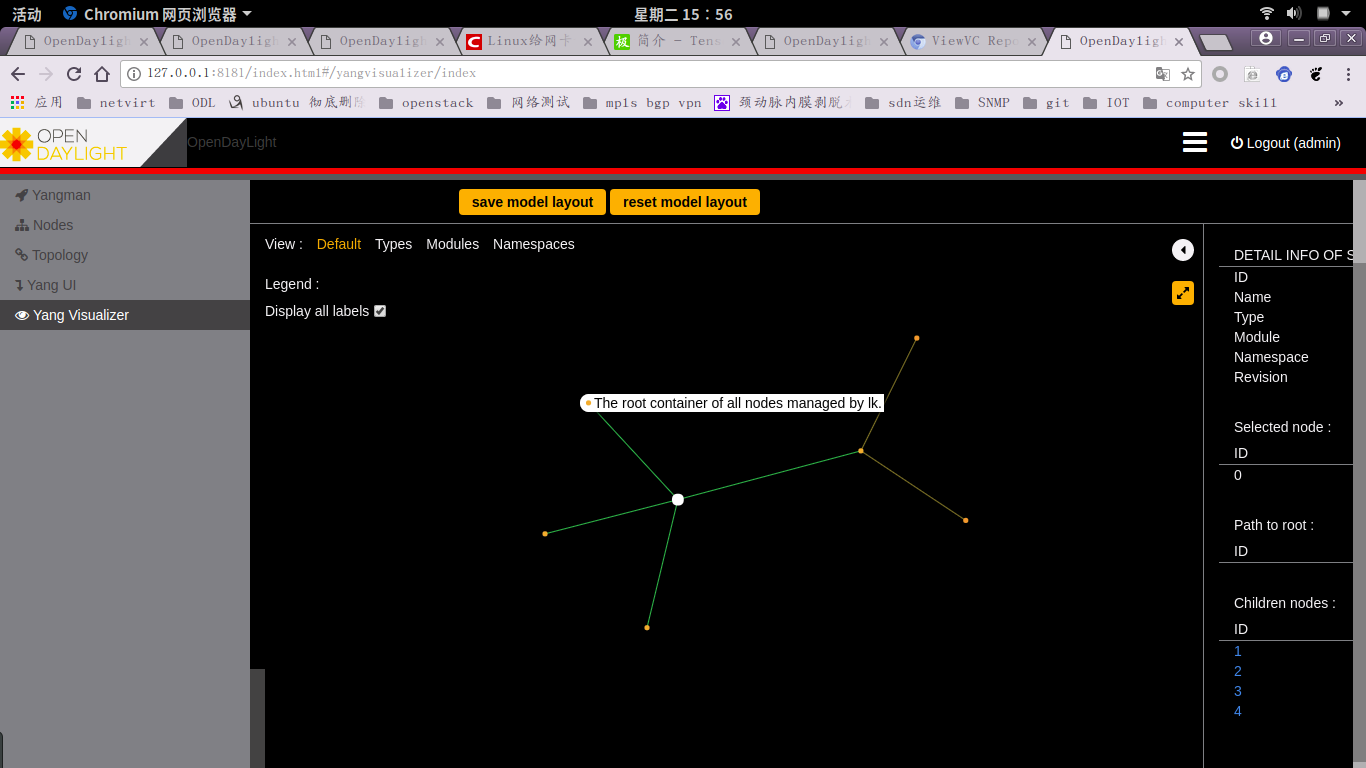 活动 Chromium 网页浏览器 星期二 15：56
OpenDayligh OpenDayligh OpenDayligh Linux给网卡 简介 - Tens OpenDayligh ViewVC Repo OpenDayligh
127.0.0.1:8181/index.html#/yangvisualizer/index
应用 netvirt ODL ubuntu 彻底删除 openstack 网络测试 mpls bgp vpn 颈动脉内膜剥脱 sdn运维 SNMP git IOT computer skill »
OPEN
DAYLIGHT
OpenDayLight
Logout (admin)
Yangman
Nodes
Topology
Yang UI
Yang Visualizer
save model layout reset model layout
View : Default Types Modules Namespaces
Legend :
Display all labels
The root container of all nodes managed by lk.
DETAIL INFO OF S
ID
Name
Type
Module
Namespace
Revision
Selected node :
ID
0
Path to root :
ID
Children nodes :
ID
1
2
3
4